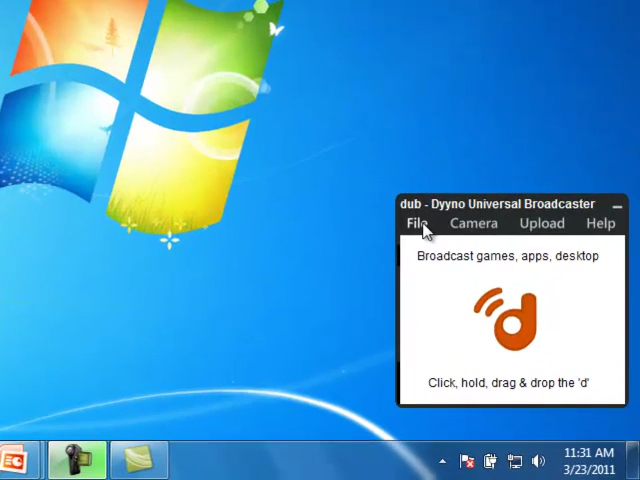 dub - Dyyno Universal Broadcaster
File Camera Upload Help
Broadcast games, apps, desktop
Click, hold, drag & drop the 'd'
11:31 AM
3/23/2011